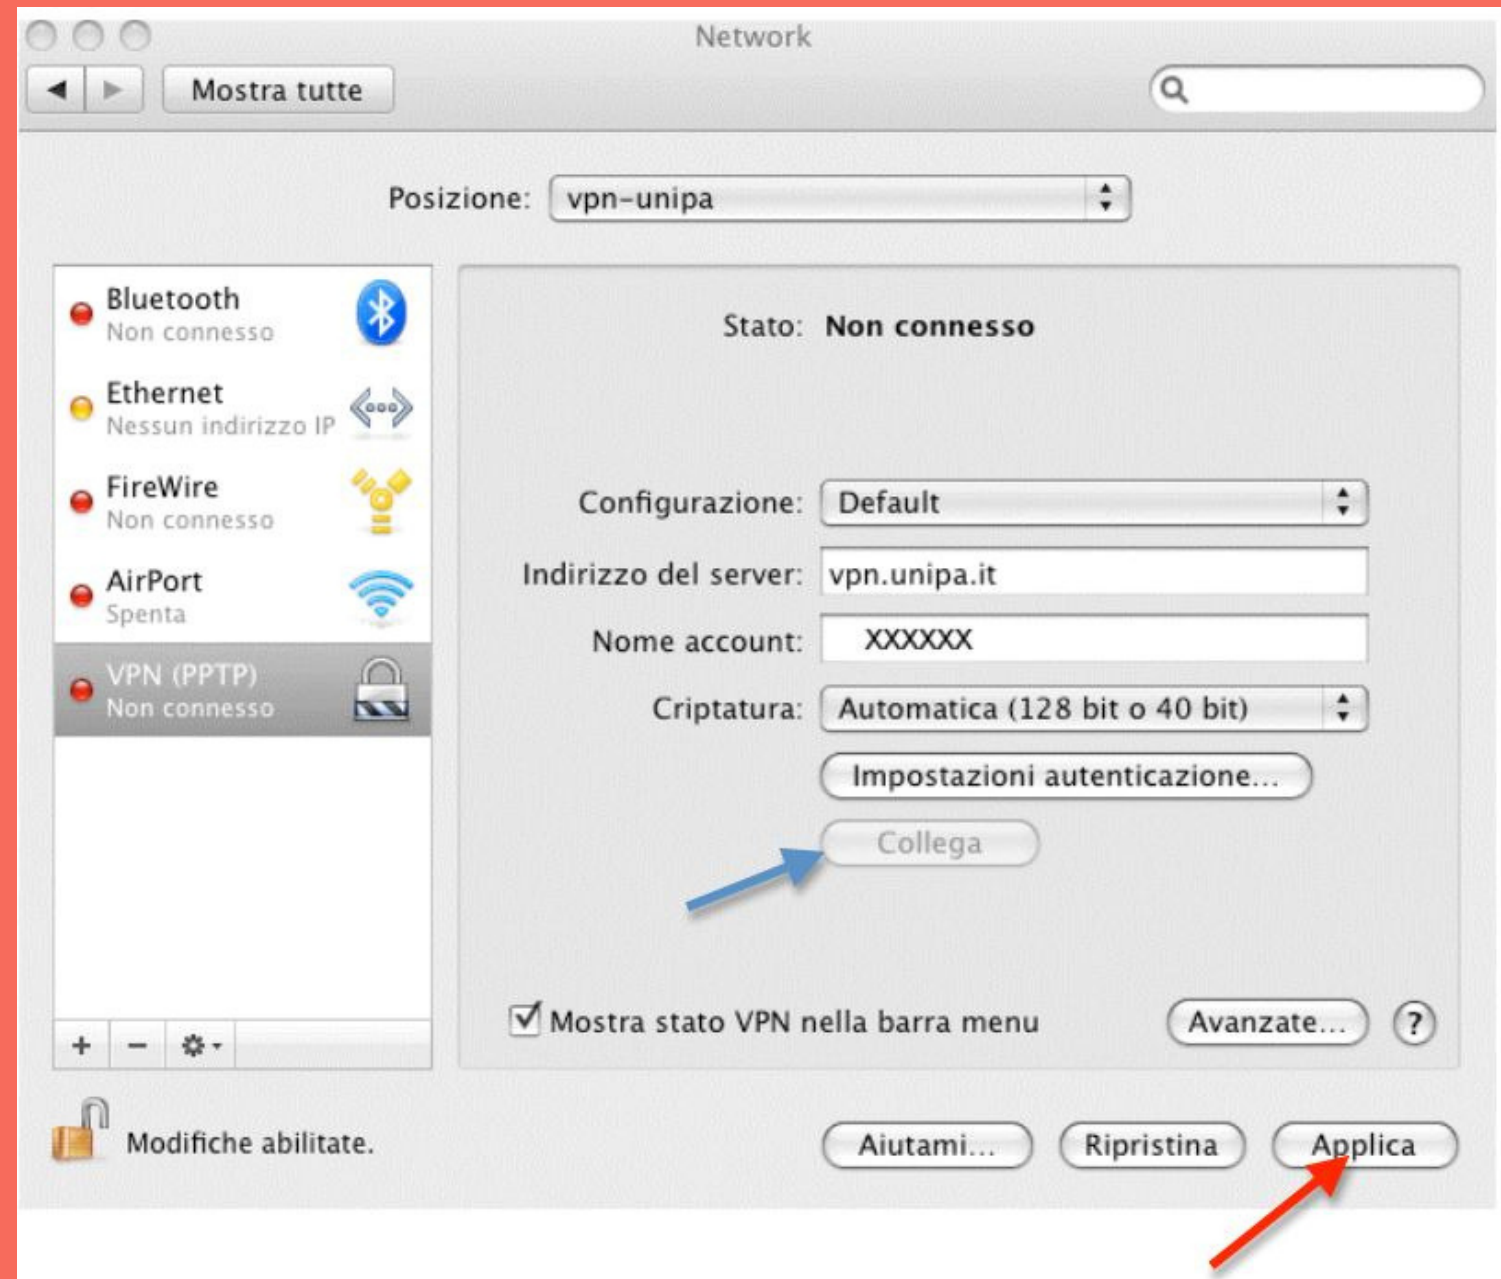 Network
Mostra tutte
Posizione: vpn-unipa
Bluetooth
Non connesso
Ethernet
Nessun indirizzo IP
FireWire
Non connesso
AirPort
Spenta
VPN (PPTP)
Non connesso
Stato: Non connesso
Configurazione: Default
Indirizzo del server: vpn.unipa.it
Nome account: XXXXXX
Criptatura: Automatica (128 bit o 40 bit)
Impostazioni autenticazione...
Collega
Mostra stato VPN nella barra menu
Avanzate... ?
Modifiche abilitate.
Aiutami... Ripristina Applica